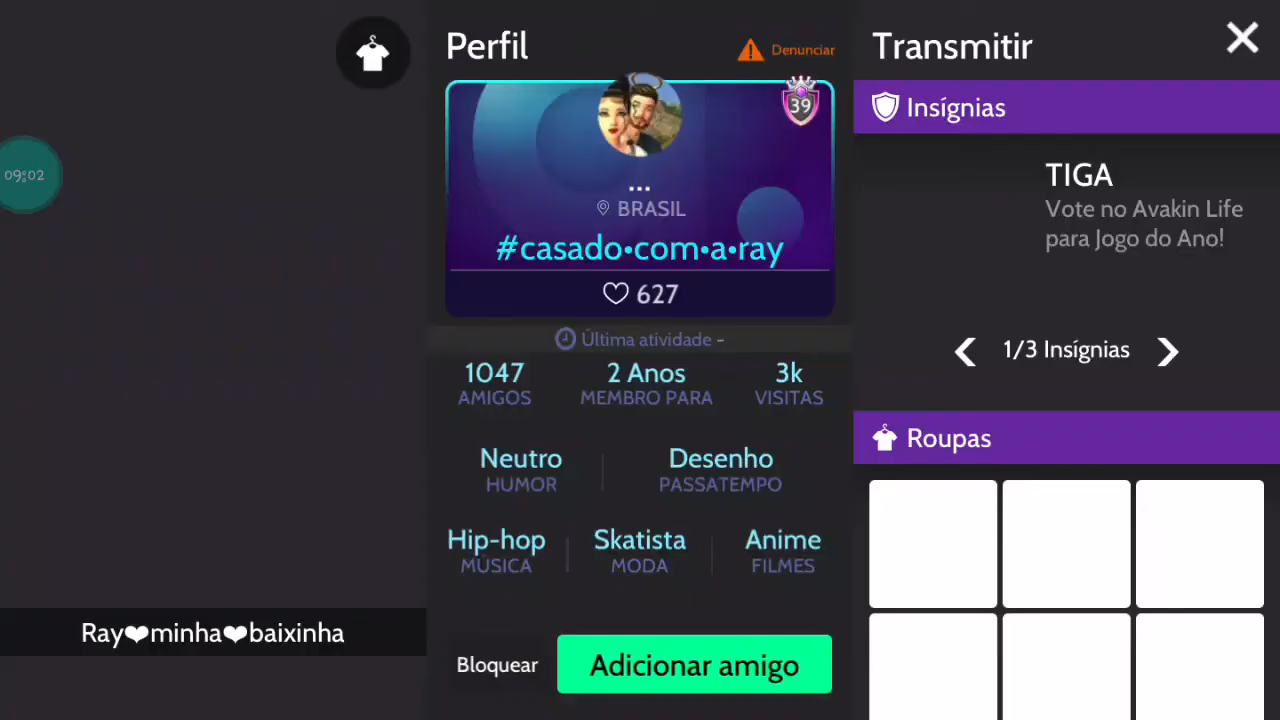 09:02
Ray❤minha❤baixinha
Perfil
Denunciar
39
...
BRASIL
#casado•com•a•ray
627
Última atividade -
1047 2 Anos 3k
AMIGOS MEMBRO PARA VISITAS
Neutro Desenho
HUMOR PASSATEMPO
Hip-hop Skatista Anime
MÚSICA MODA FILMES
Bloquear Adicionar amigo
Transmitir
Insígnias
TIGA
Vote no Avakin Life
para Jogo do Ano!
1/3 Insígnias
Roupas